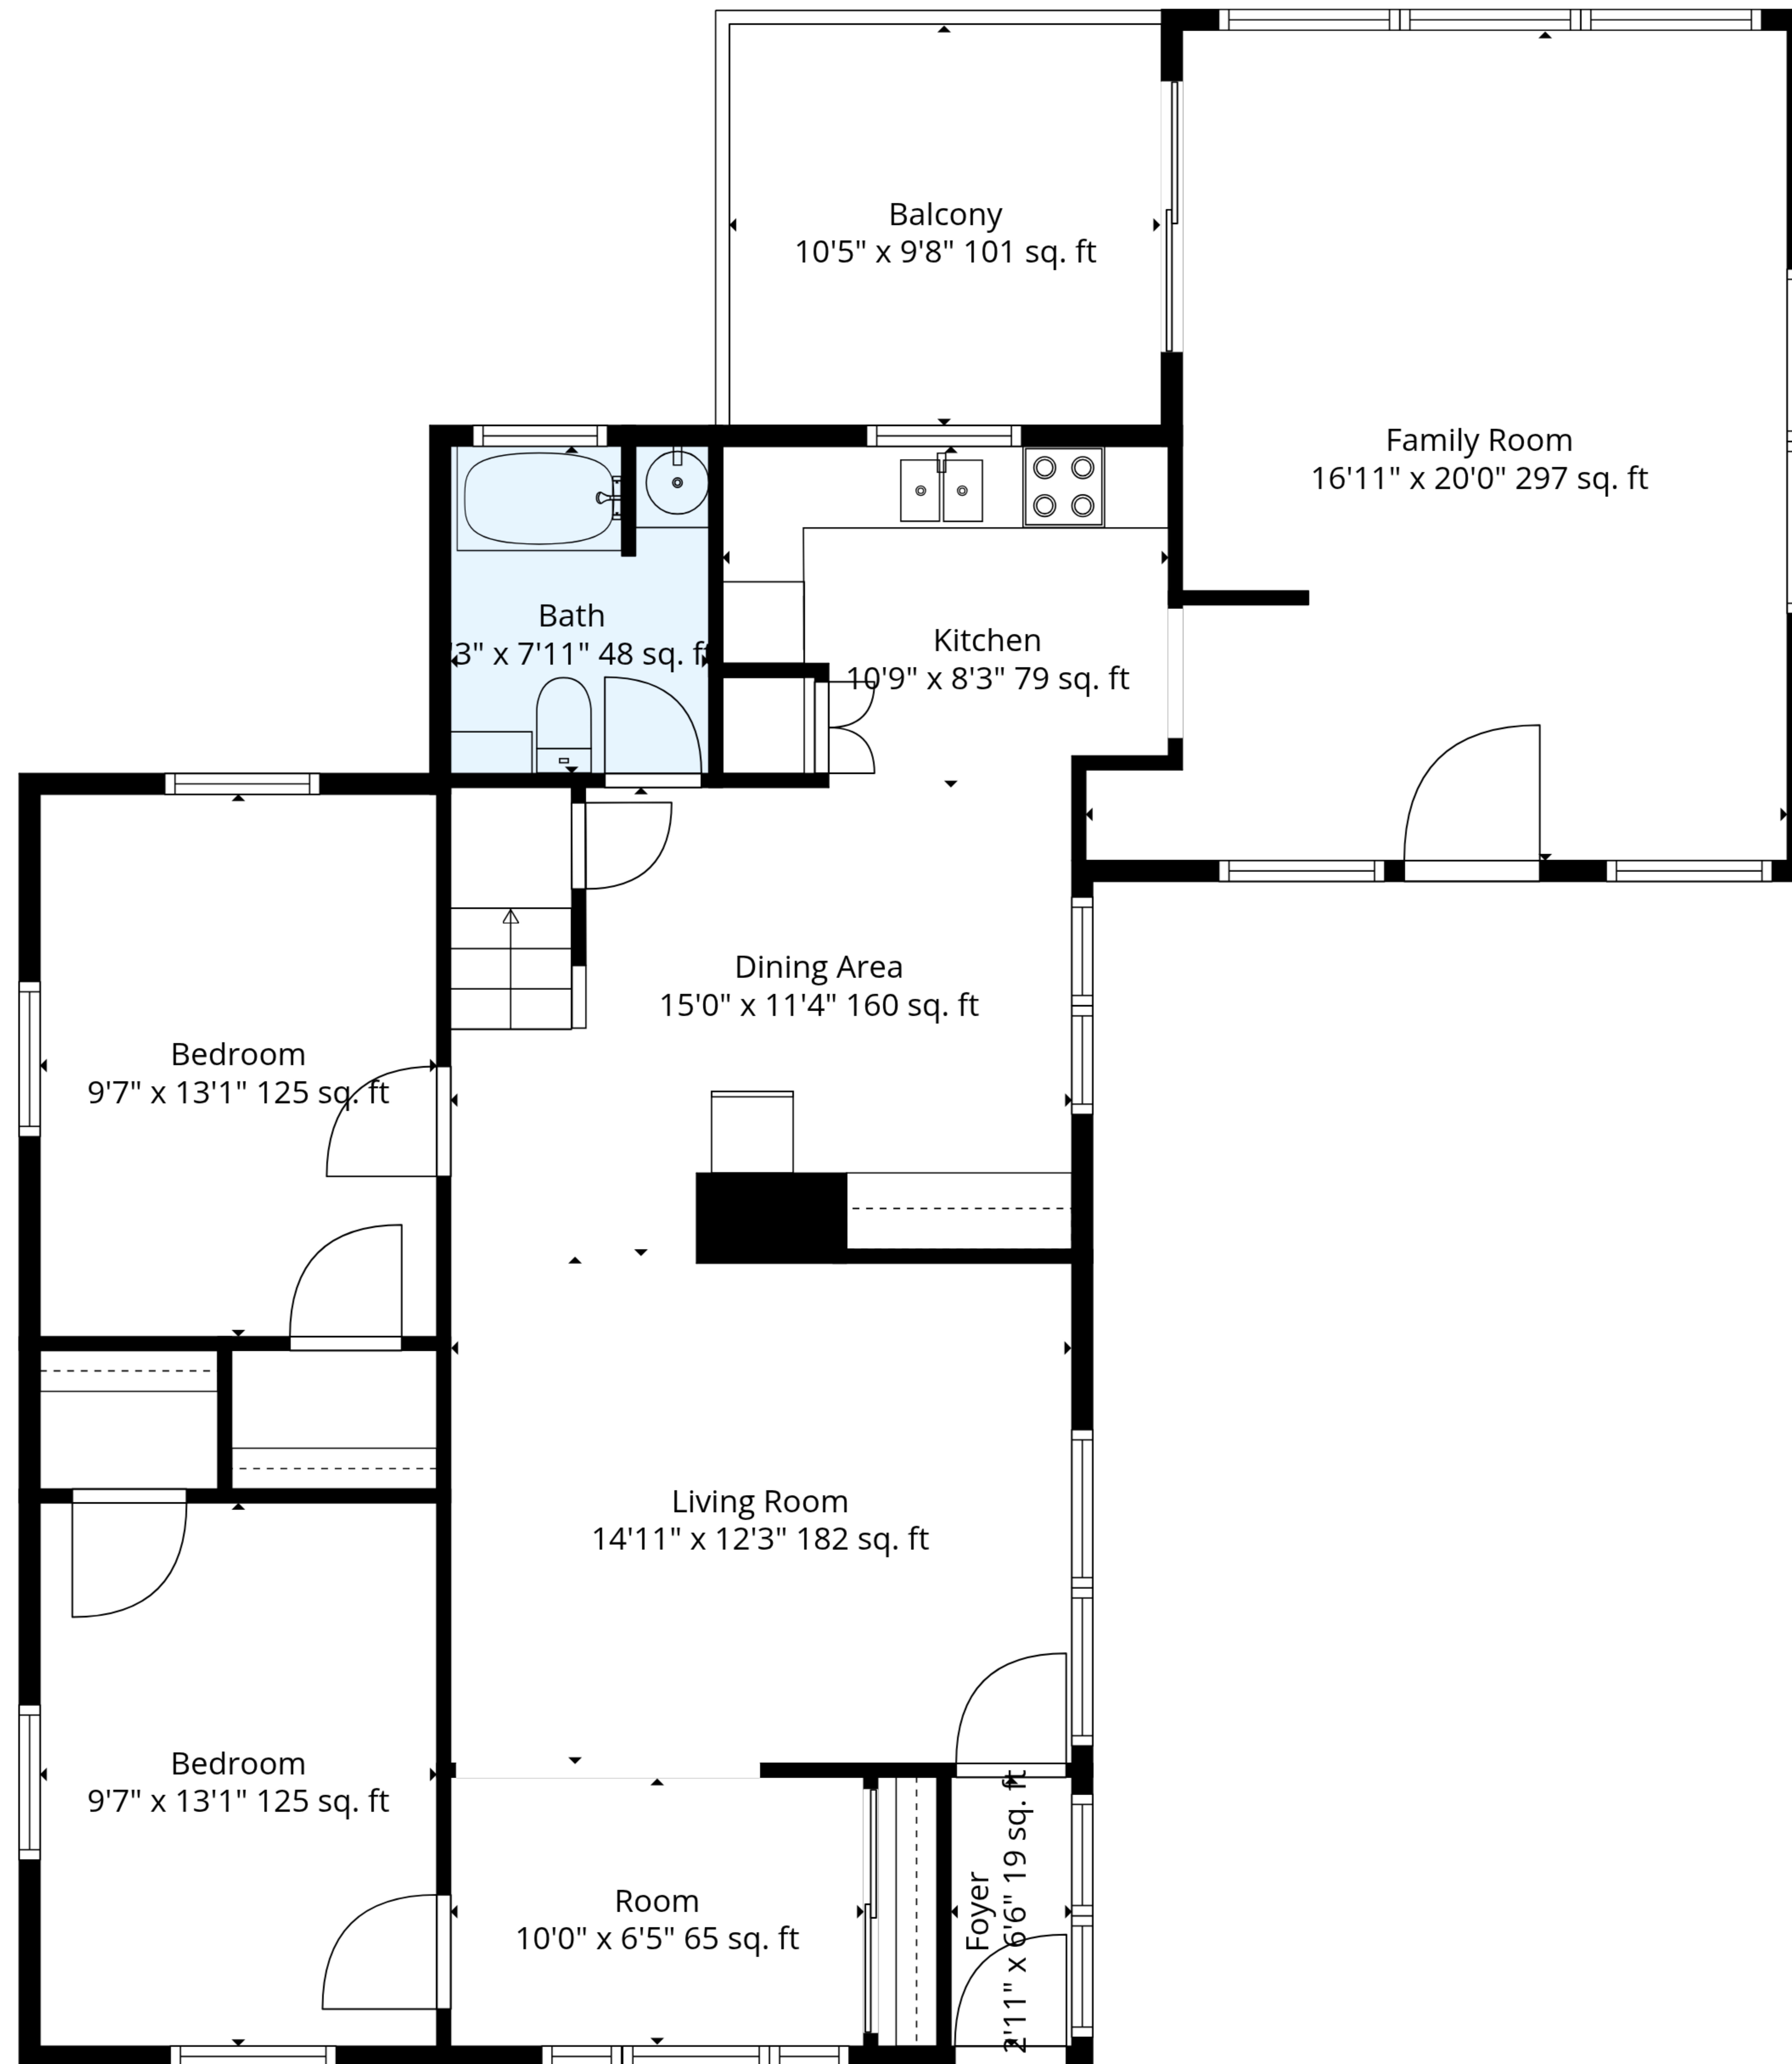 Balcony
10'5" x 9'8" 101 sq. ft
Family Room
16'11" x 20'0" 297 sq. ft
Bath
'3" x 7'11" 48 sq. ft
Kitchen
10'9" x 8'3" 79 sq. ft
Dining Area
15'0" x 11'4" 160 sq. ft
Bedroom
9'7" x 13'1" 125 sq. ft
Living Room
14'11" x 12'3" 182 sq. ft
Bedroom
9'7" x 13'1" 125 sq. ft
Room
10'0" x 6'5" 65 sq. ft
Foyer
2'11" x 6'6" 19 sq. ft